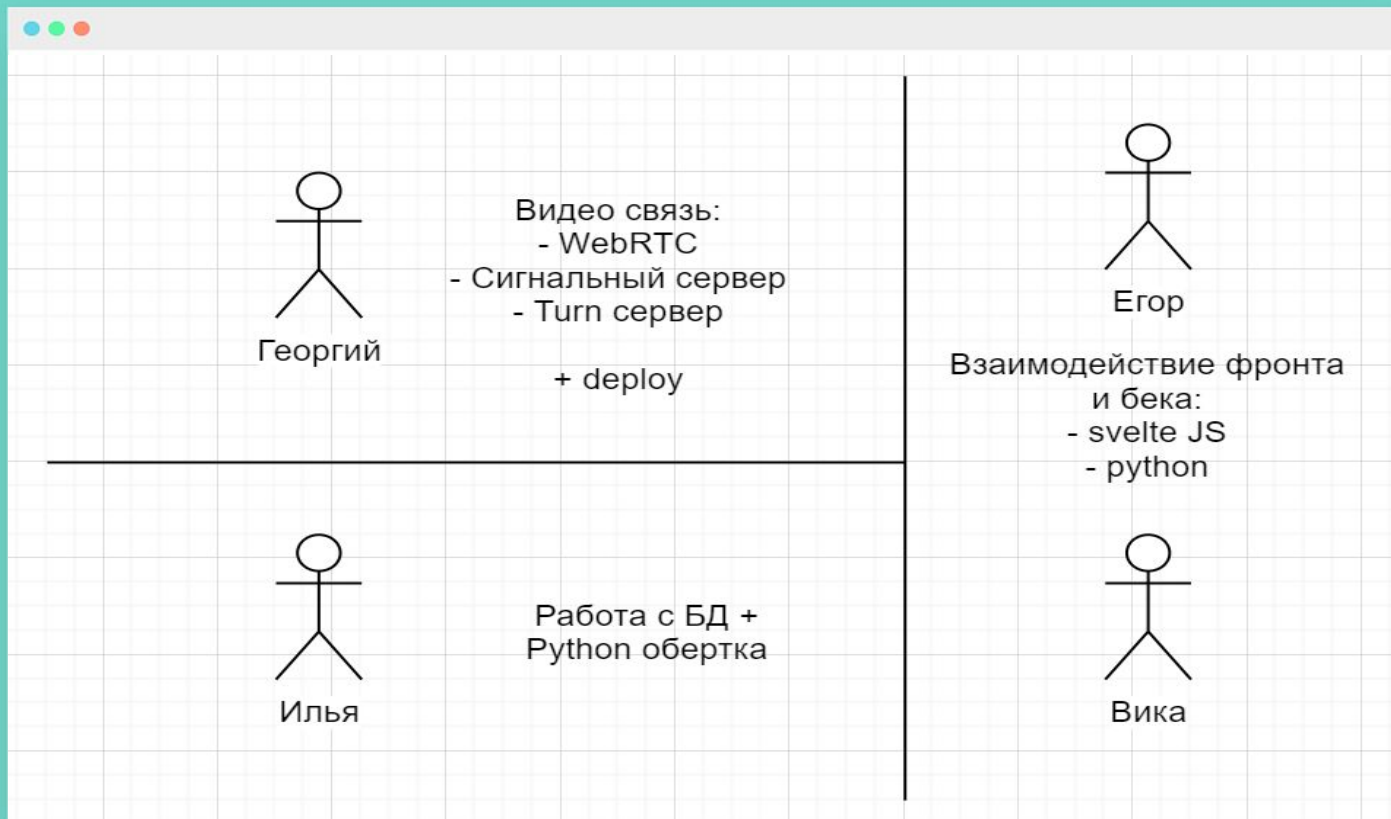 Георгий
Видео связь:
- WebRTC
- Сигнальный сервер
- Turn сервер
+ deploy
Егор
Взаимодействие фронта
и бека:
- svelte JS
- python
Илья
Работа с БД +
Python обертка
Вика